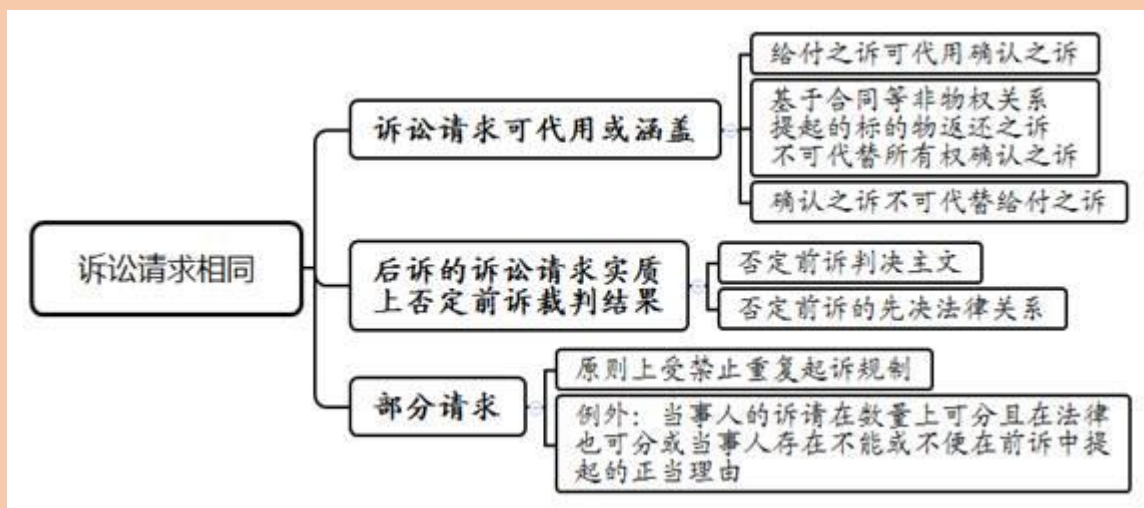 诉讼请求相同
诉讼请求可代用或涵盖
给付之诉可代用确认之诉
基于合同等非物权关系
提起的标的物返还之诉
不可代替所有权确认之诉
确认之诉不可代替给付之诉
后诉的诉讼请求实质
上否定前诉裁判结果
否定前诉判决主文
否定前诉的先决法律关系
部分请求
原则上受禁止重复起诉规制
例外：当事人的诉请在数量上可分且在法律
也可分或当事人存在不能或不便在前诉中提
起的正当理由